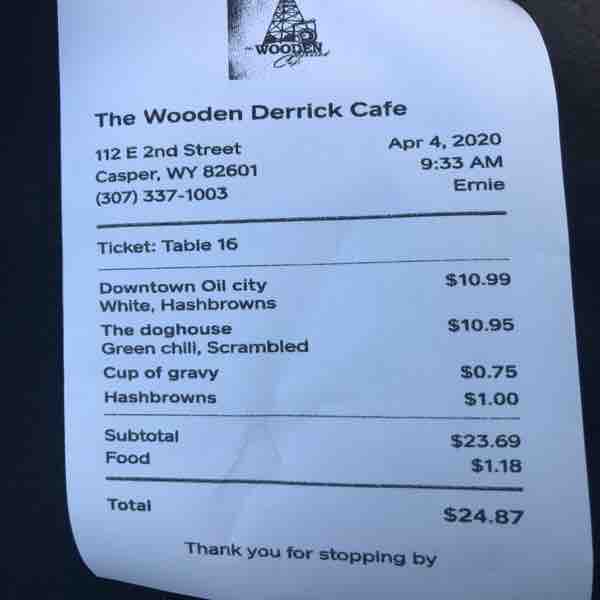 WOODEN
The Wooden Derrick Cafe
112 E 2nd Street
Casper, WY 82601
(307) 337-1003
Apr 4, 2020
9:33 AM
Ernie
Ticket: Table 16
Downtown Oil city $10.99
White, Hashbrowns
The doghouse $10.95
Green chili, Scrambled
Cup of gravy $0.75
Hashbrowns $1.00
Subtotal $23.69
Food $1.18
Total $24.87
Thank you for stopping by